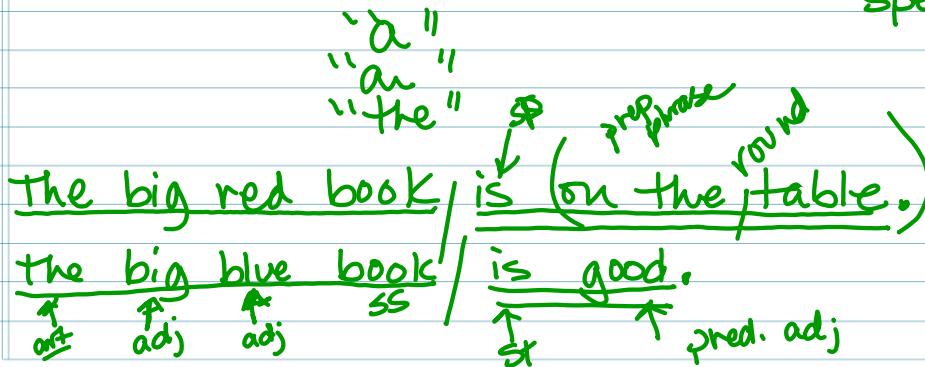 spe
"a"
"an"
"the"
sp prep phrase round
The big red book / is (on the table.)
the big blue book / is good.
art adj adj ss pred. adj